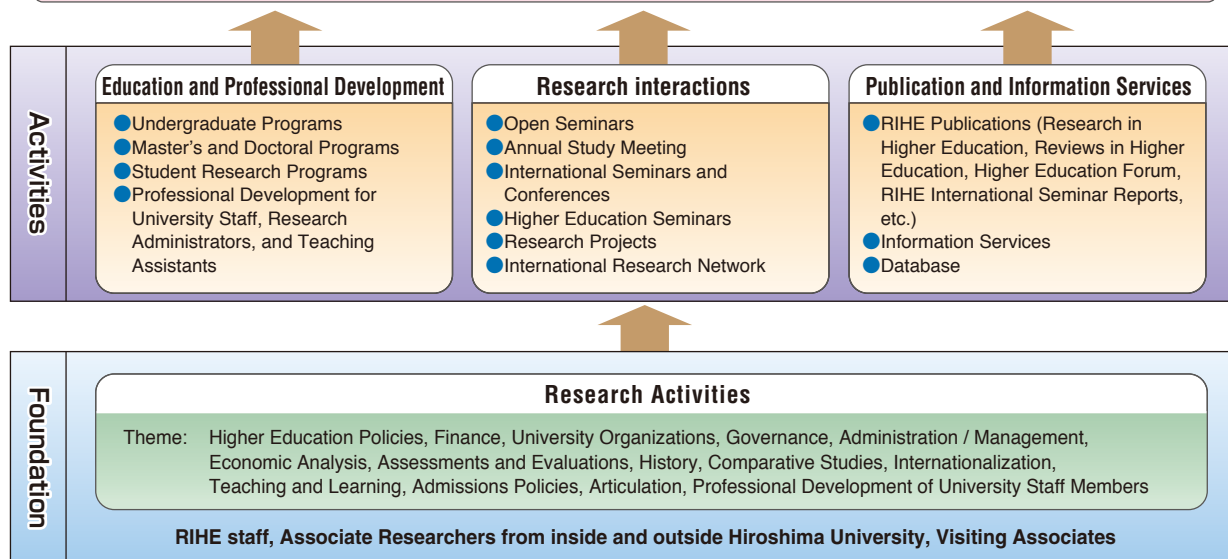 Activities
Education and Professional Development
●Undergraduate Programs
●Master's and Doctoral Programs
●Student Research Programs
●Professional Development for
University Staff, Research
Administrators, and Teaching
Assistants
Research interactions
●Open Seminars
●Annual Study Meeting
●International Seminars and
Conferences
●Higher Education Seminars
●Research Projects
●International Research Network
Publication and Information Services
●RIHE Publications (Research in
Higher Education, Reviews in Higher
Education, Higher Education Forum,
RIHE International Seminar Reports,
etc.)
●Information Services
●Database
Foundation
Research Activities
Theme: Higher Education Policies, Finance, University Organizations, Governance, Administration / Management,
Economic Analysis, Assessments and Evaluations, History, Comparative Studies, Internationalization,
Teaching and Learning, Admissions Policies, Articulation, Professional Development of University Staff Members
RIHE staff, Associate Researchers from inside and outside Hiroshima University, Visiting Associates